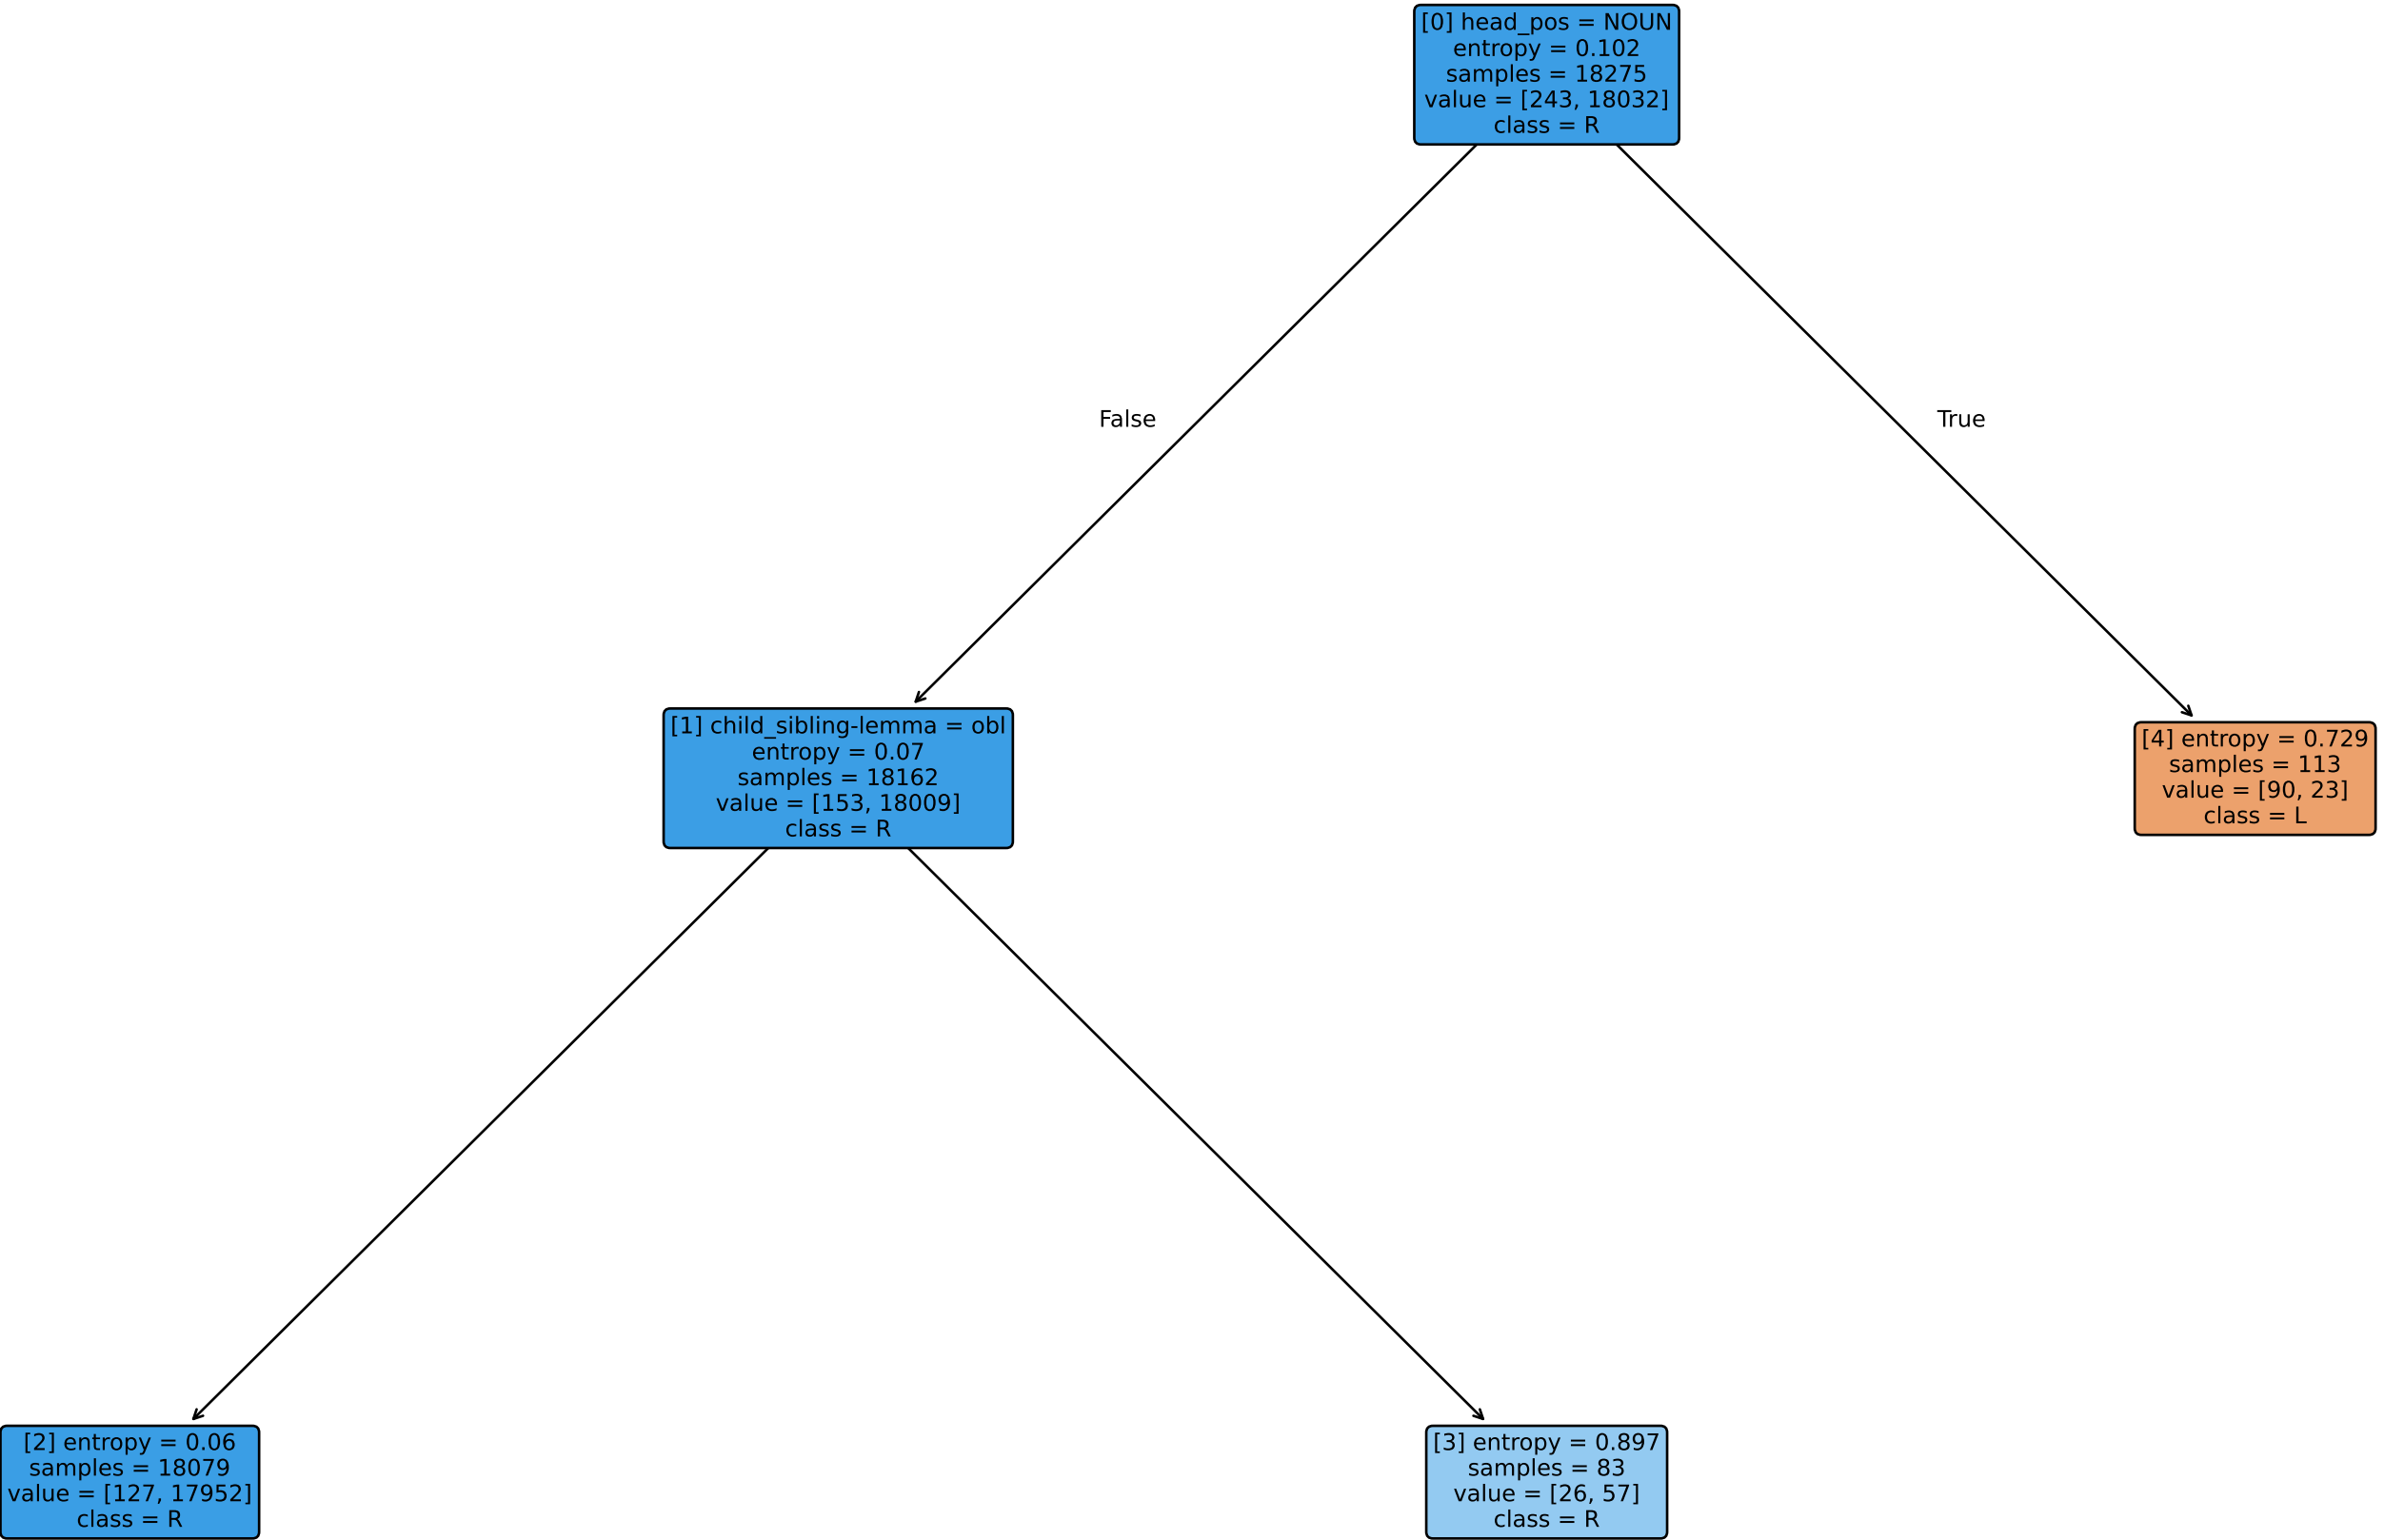 [0] head_pos = NOUN
entropy = 0.102
samples = 18275
value = [243, 18032]
class = R
False
True
[1] child_sibling-lemma = obl
entropy = 0.07
samples = 18162
value = [153, 18009]
class = R
[4] entropy = 0.729
samples = 113
value = [90, 23]
class = L
[2] entropy = 0.06
samples = 18079
value = [127, 17952]
class = R
[3] entropy = 0.897
samples = 83
value = [26, 57]
class = R